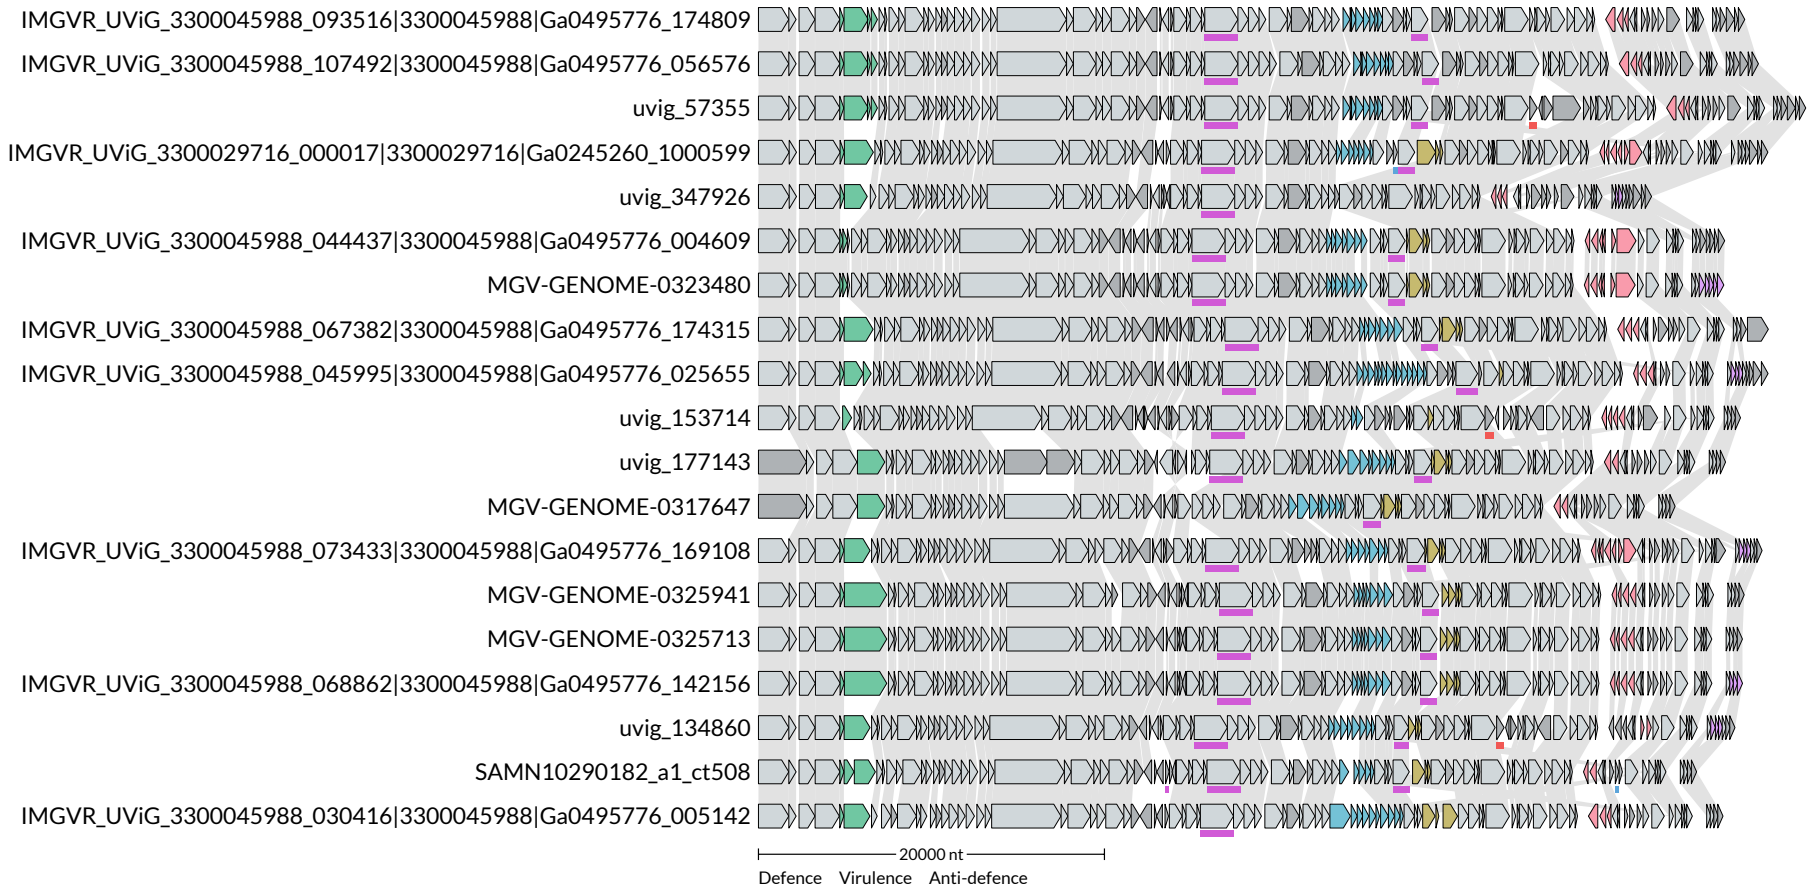 IMGVR_UViG_3300045988_093516|3300045988|Ga0495776_174809
IMGVR_UViG_3300045988_107492|3300045988|Ga0495776_056576
uvig_57355
IMGVR_UViG_3300029716_000017|3300029716|Ga0245260_1000599
uvig_347926
IMGVR_UViG_3300045988_044437|3300045988|Ga0495776_004609
MGV-GENOME-0323480
IMGVR_UViG_3300045988_067382|3300045988|Ga0495776_174315
IMGVR_UViG_3300045988_045995|3300045988|Ga0495776_025655
uvig_153714
uvig_177143
MGV-GENOME-0317647
IMGVR_UViG_3300045988_073433|3300045988|Ga0495776_169108
MGV-GENOME-0325941
MGV-GENOME-0325713
IMGVR_UViG_3300045988_068862|3300045988|Ga0495776_142156
uvig_134860
SAMN10290182_a1_ct508
IMGVR_UViG_3300045988_030416|3300045988|Ga0495776_005142
20000 nt
Defence Virulence Anti-defence